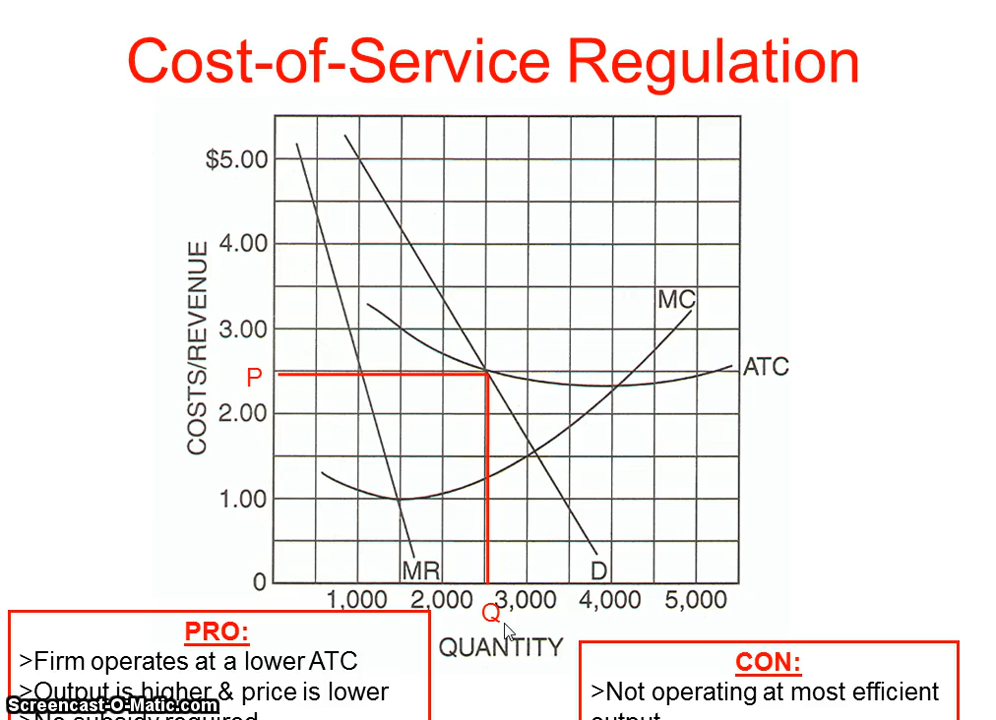 Cost-of-Service Regulation
$5.00
4.00
3.00
2.00
1.00
0
COSTS/REVENUE
P
MC
ATC
MR
D
1,000 2,000 3,000 4,000 5,000
Q
QUANTITY
PRO:
>Firm operates at a lower ATC
>Output is higher & price is lower
>No subsidy required
Screencast-O-Matic.com
CON:
>Not operating at most efficient
output